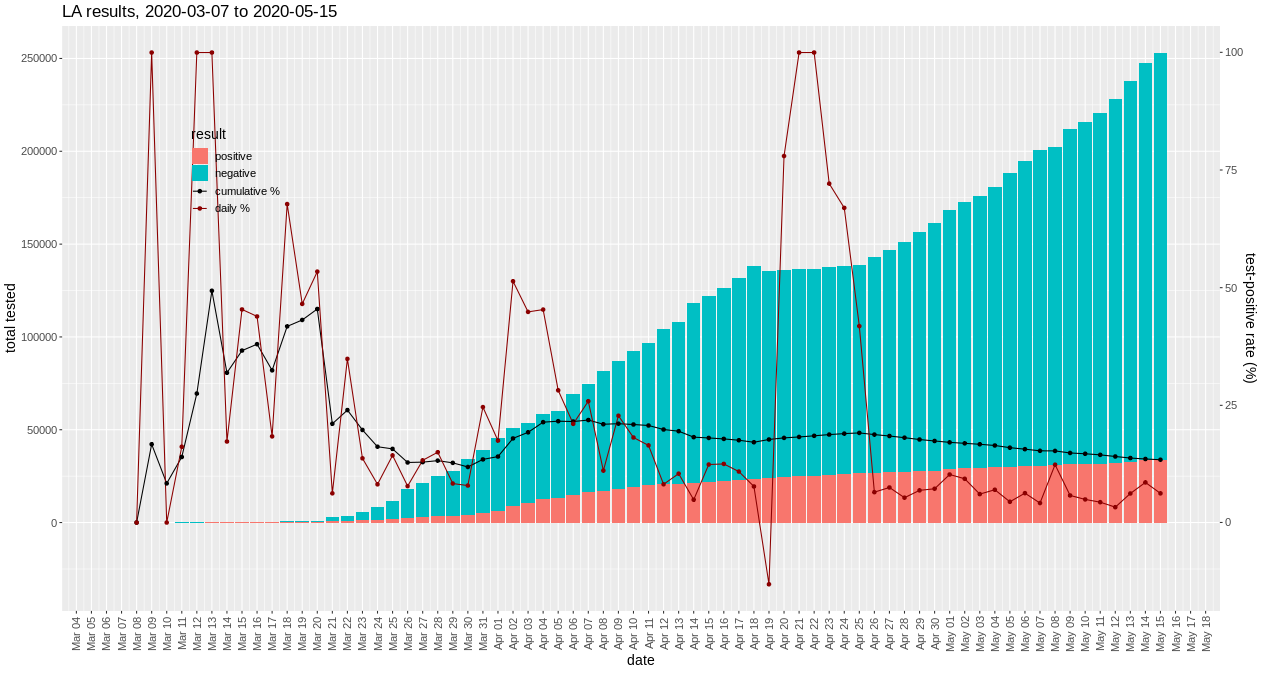 LA results, 2020-03-07 to 2020-05-15
250000
200000
150000
100000
50000
0
total tested
result
positive
negative
cumulative %
daily %
100
75
50
25
0
test-positive rate (%)
Mar 04
Mar 05
Mar 06
Mar 07
Mar 08
Mar 09
Mar 10
Mar 11
Mar 12
Mar 13
Mar 14
Mar 15
Mar 16
Mar 17
Mar 18
Mar 19
Mar 20
Mar 21
Mar 22
Mar 23
Mar 24
Mar 25
Mar 26
Mar 27
Mar 28
Mar 29
Mar 30
Mar 31
Apr 01
Apr 02
Apr 03
Apr 04
Apr 05
Apr 06
Apr 07
Apr 08
Apr 09
Apr 10
Apr 11
Apr 12
Apr 13
Apr 14
Apr 15
Apr 16
Apr 17
Apr 18
Apr 19
Apr 20
Apr 21
Apr 22
Apr 23
Apr 24
Apr 25
Apr 26
Apr 27
Apr 28
Apr 29
Apr 30
May 01
May 02
May 03
May 04
May 05
May 06
May 07
May 08
May 09
May 10
May 11
May 12
May 13
May 14
May 15
May 16
May 17
May 18
date